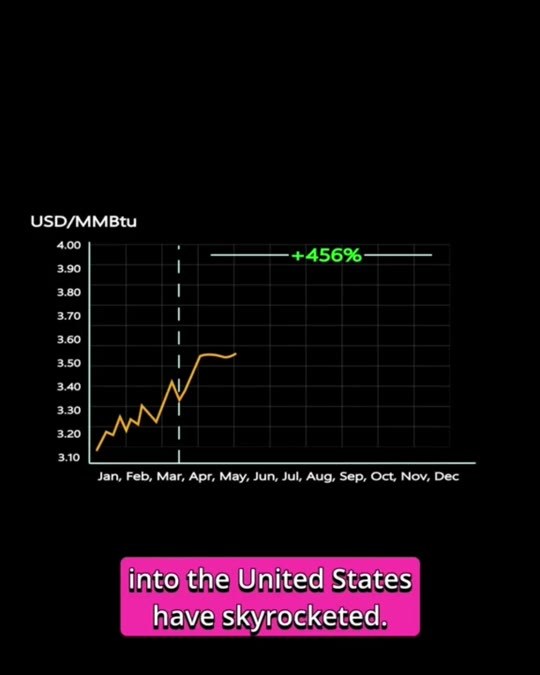 USD/MMBtu
4.00
+456%
3.90
3.80
3.70
3.60
3.50
3.40
3.30
3.20
3.10
Jan, Feb, Mar, Apr, May, Jun, Jul, Aug, Sep, Oct, Nov, Dec
into the United States
have skyrocketed.